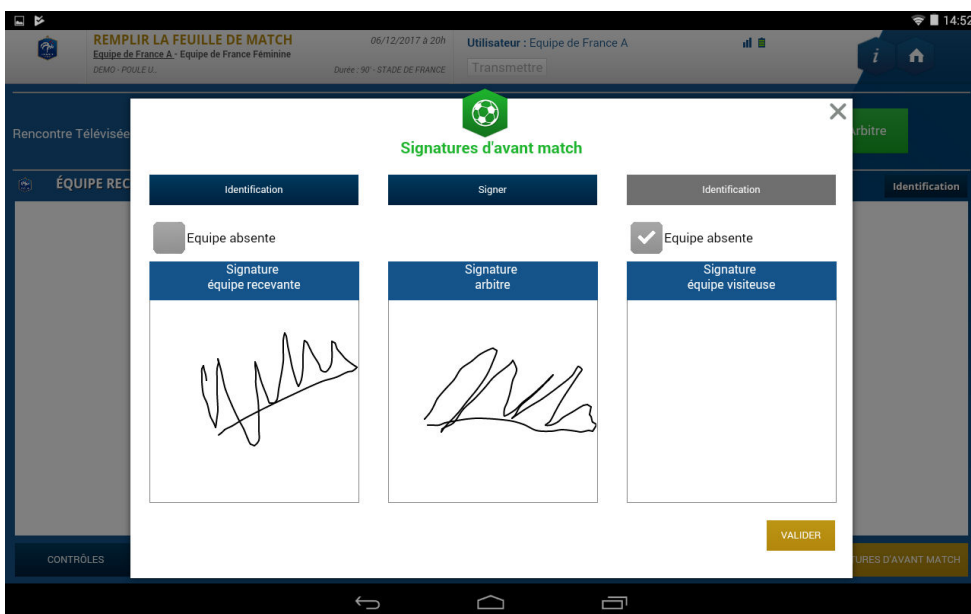 14:52
REMPLIR LA FEUILLE DE MATCH
Equipe de France A - Equipe de France Féminine
DEMO - POULE U...
06/12/2017 à 20h
Durée : 90' - STADE DE FRANCE
Utilisateur : Equipe de France A
Transmettre
i
Rencontre Télévisée
Arbitre
ÉQUIPE REC
Identification
Signatures d'avant match
Identification
Signer
Identification
Equipe absente
Equipe absente
Signature
équipe recevante
Signature
arbitre
Signature
équipe visiteuse
VALIDER
CONTRÔLES
TURES D'AVANT MATCH